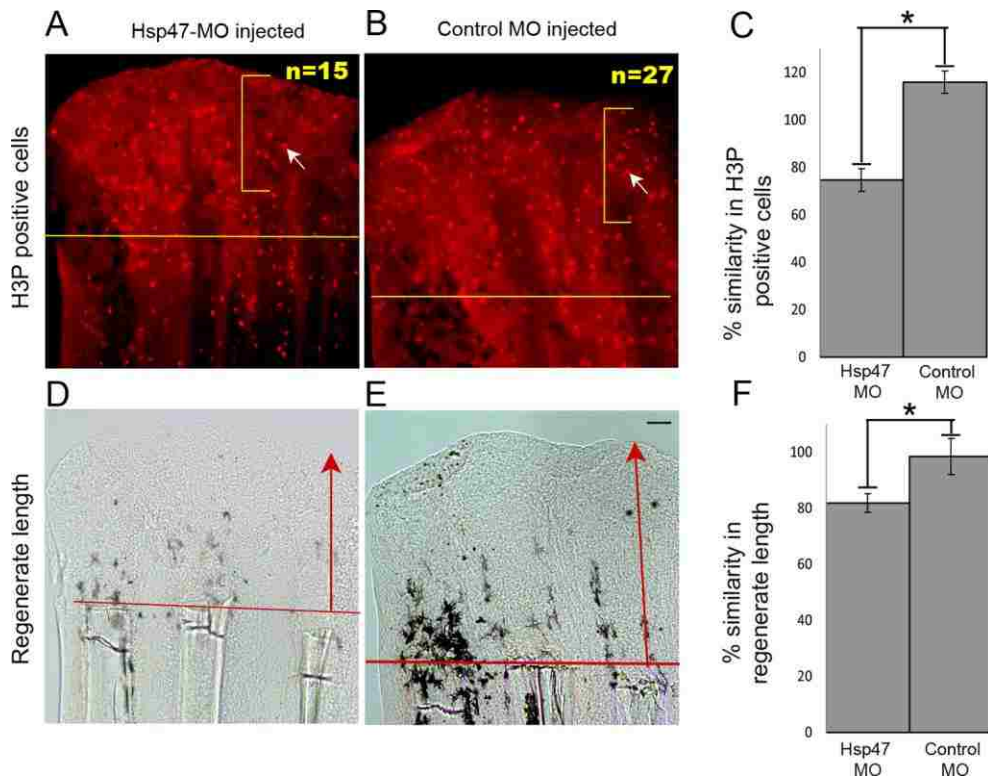 A
Hsp47-MO injected
B
Control MO injected
C
n=15
n=27
H3P positive cells
*
% similarity in H3P
positive cells
120
100
80
60
40
20
0
Hsp47
MO
Control
MO
D
E
F
Regenerate length
*
% similarity in
regenerate length
100
80
60
40
20
0
Hsp47
MO
Control
MO